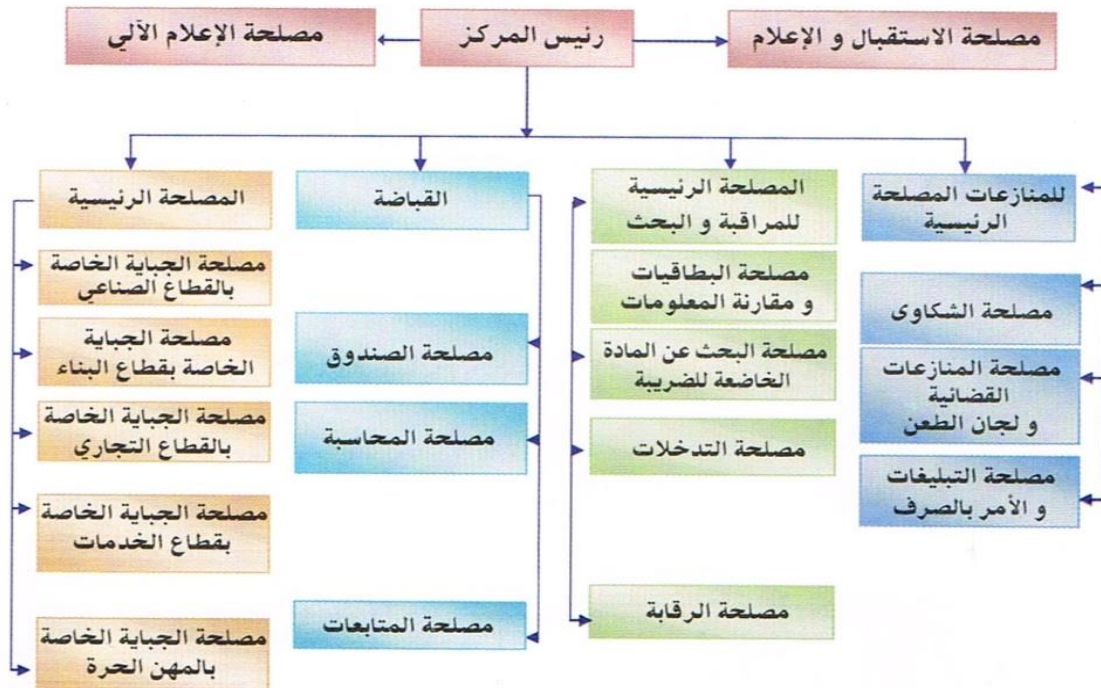 مصلحة الاستقبال و الإعلام
رئيس المركز
مصلحة الإعلام الآلي
للمنازعات المصلحة
الرئيسية
مصلحة الشكاوى
مصلحة المنازعات
القضائية
و لجان الطعن
مصلحة التبليغات
و الأمر بالصرف
المصلحة الرئيسية
للمراقبة و البحث
مصلحة البطاقيات
و مقارنة المعلومات
مصلحة البحث عن المادة
الخاضعة للضريبة
مصلحة التدخلات
مصلحة الرقابة
القباضة
مصلحة الصندوق
مصلحة المحاسبة
مصلحة المتابعات
المصلحة الرئيسية
مصلحة الجباية الخاصة
بالقطاع الصناعي
مصلحة الجباية
الخاصة بقطاع البناء
مصلحة الجباية الخاصة
بالقطاع التجاري
مصلحة الجباية الخاصة
بقطاع الخدمات
مصلحة الجباية الخاصة
بالمهن الحرة